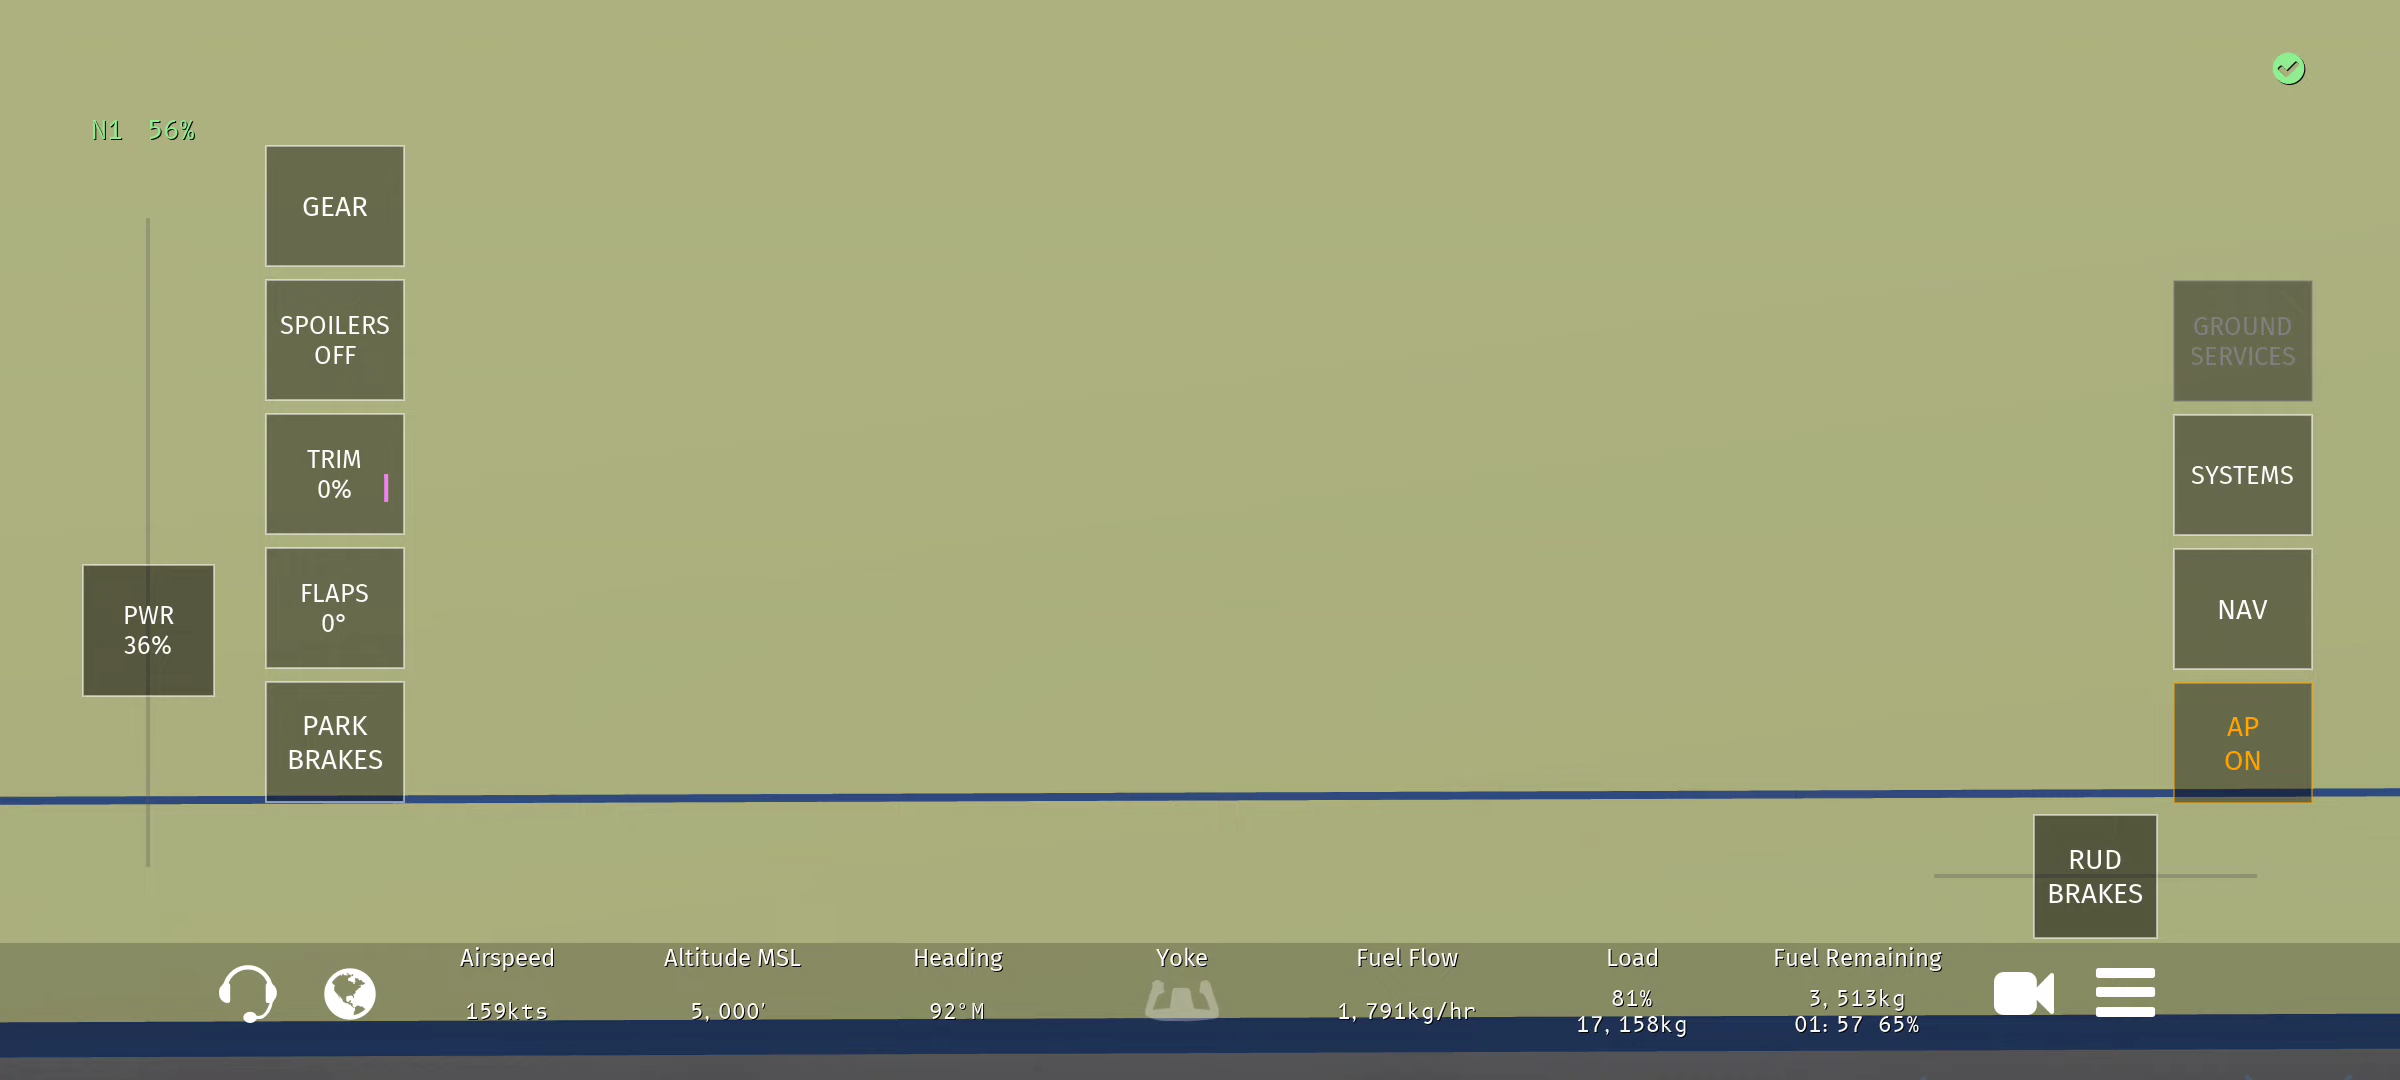 N1 56%
GEAR
SPOILERS
OFF
TRIM
0%
FLAPS
0°
PARK
BRAKES
PWR
36%
GROUND
SERVICES
SYSTEMS
NAV
AP
ON
RUD
BRAKES
Airspeed
159kts
Altitude MSL
5,000'
Heading
92°M
Yoke
Fuel Flow
1,791kg/hr
Load
81%
17,158kg
Fuel Remaining
3,513kg
01:57 65%